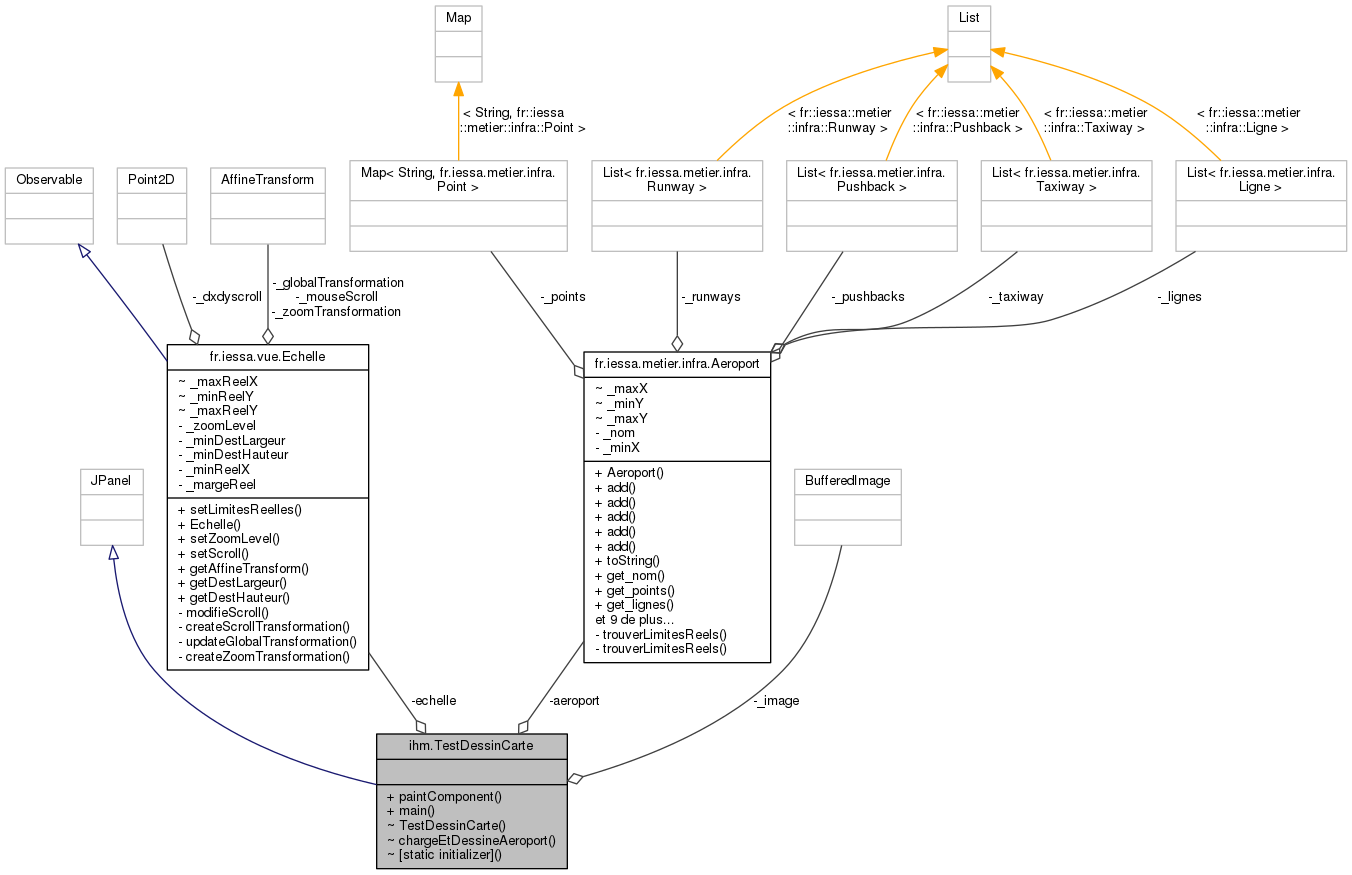 Map
List
< String, fr::iessa
::metier::infra::Point >
< fr::iessa::metier
::infra::Runway >
< fr::iessa::metier
::infra::Pushback >
< fr::iessa::metier
::infra::Taxiway >
< fr::iessa::metier
::infra::Ligne >
Observable
Point2D
AffineTransform
Map< String, fr.iessa.metier.infra.
Point >
List< fr.iessa.metier.infra.
Runway >
List< fr.iessa.metier.infra.
Pushback >
List< fr.iessa.metier.infra.
Taxiway >
List< fr.iessa.metier.infra.
Ligne >
-_dxdyscroll
-_globalTransformation
-_mouseScroll
-_zoomTransformation
-_points
-_runways
-_pushbacks
-_taxiway
-_lignes
fr.iessa.vue.Echelle
~ _maxReelX
~ _minReelY
~ _maxReelY
- _zoomLevel
- _minDestLargeur
- _minDestHauteur
- _minReelX
- _margeReel
+ setLimitesReelles()
+ Echelle()
+ setZoomLevel()
+ setScroll()
+ getAffineTransform()
+ getDestLargeur()
+ getDestHauteur()
- modifieScroll()
- createScrollTransformation()
- updateGlobalTransformation()
- createZoomTransformation()
fr.iessa.metier.infra.Aeroport
~ _maxX
~ _minY
~ _maxY
- _nom
- _minX
+ Aeroport()
+ add()
+ add()
+ add()
+ add()
+ add()
+ toString()
+ get_nom()
+ get_points()
+ get_lignes()
et 9 de plus...
- trouverLimitesReels()
- trouverLimitesReels()
JPanel
BufferedImage
-echelle
-aeroport
-_image
ihm.TestDessinCarte
+ paintComponent()
+ main()
~ TestDessinCarte()
~ chargeEtDessineAeroport()
~ [static initializer]()